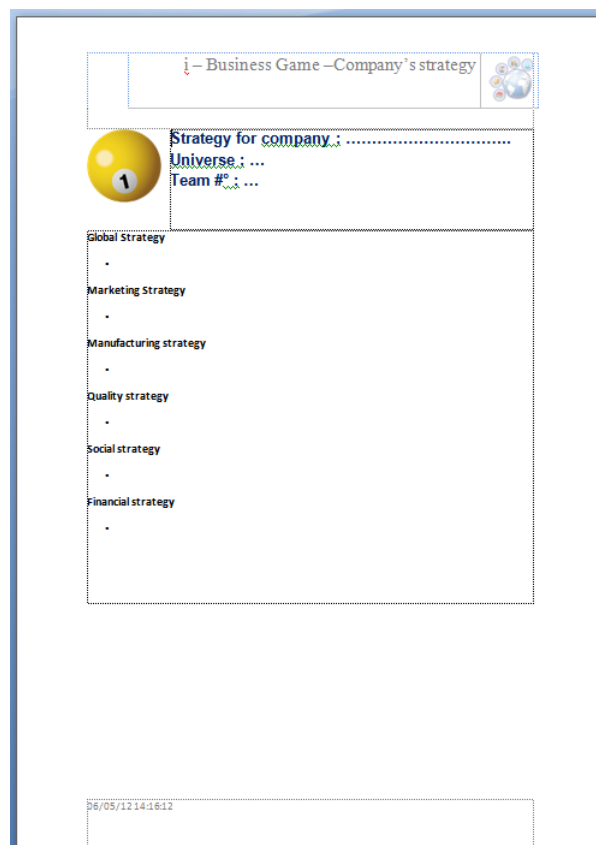 i – Business Game –Company’s strategy
1
Strategy for company : …………………………..
Universe : …
Team #° : …
Global Strategy
•
Marketing Strategy
•
Manufacturing strategy
•
Quality strategy
•
Social strategy
•
Financial strategy
•
06/05/12 14:16:12